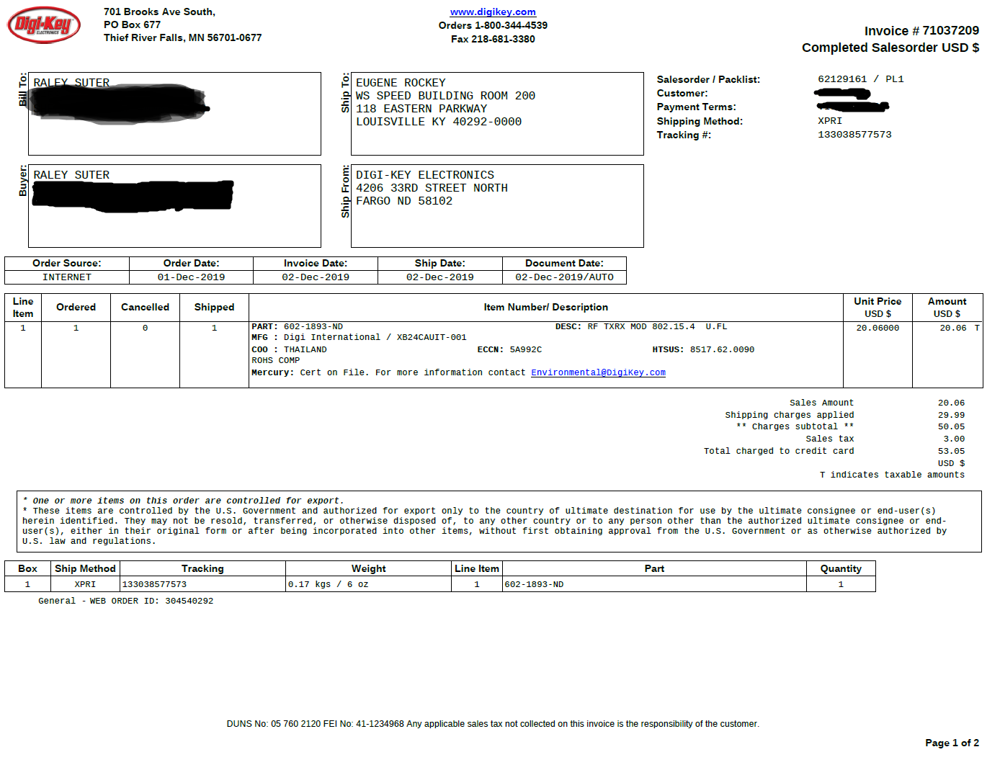 Digi-Key
ELECTRONICS
701 Brooks Ave South,
PO Box 677
Thief River Falls, MN 56701-0677
www.digikey.com
Orders 1-800-344-4539
Fax 218-681-3380
Invoice # 71037209
Completed Salesorder USD $
Bill To:
RALEY SUTER
Ship To:
EUGENE ROCKEY
WS SPEED BUILDING ROOM 200
118 EASTERN PARKWAY
LOUISVILLE KY 40292-0000
Salesorder / Packlist: 62129161 / PL1
Customer:
Payment Terms:
Shipping Method: XPRI
Tracking #: 133038577573
Buyer:
RALEY SUTER
Ship From:
DIGI-KEY ELECTRONICS
4206 33RD STREET NORTH
FARGO ND 58102
Order Source: Order Date: Invoice Date: Ship Date: Document Date:
INTERNET 01-Dec-2019 02-Dec-2019 02-Dec-2019 02-Dec-2019/AUTO
Line Item Ordered Cancelled Shipped Item Number/ Description Unit Price USD $ Amount USD $
1 1 0 1 PART: 602-1893-ND DESC: RF TXRX MOD 802.15.4 U.FL 20.06000 20.06 T
MFG : Digi International / XB24CAUIT-001
COO : THAILAND ECCN: 5A992C HTSUS: 8517.62.0090
ROHS COMP
Mercury: Cert on File. For more information contact Environmental@DigiKey.com
Sales Amount 20.06
Shipping charges applied 29.99
** Charges subtotal ** 50.05
Sales tax 3.00
Total charged to credit card 53.05
USD $
T indicates taxable amounts
* One or more items on this order are controlled for export.
* These items are controlled by the U.S. Government and authorized for export only to the country of ultimate destination for use by the ultimate consignee or end-user(s)
herein identified. They may not be resold, transferred, or otherwise disposed of, to any other country or to any person other than the authorized ultimate consignee or end-
user(s), either in their original form or after being incorporated into other items, without first obtaining approval from the U.S. Government or as otherwise authorized by
U.S. law and regulations.
Box Ship Method Tracking Weight Line Item Part Quantity
1 XPRI 133038577573 0.17 kgs / 6 oz 1 602-1893-ND 1
General - WEB ORDER ID: 304540292
DUNS No: 05 760 2120 FEI No: 41-1234968 Any applicable sales tax not collected on this invoice is the responsibility of the customer.
Page 1 of 2